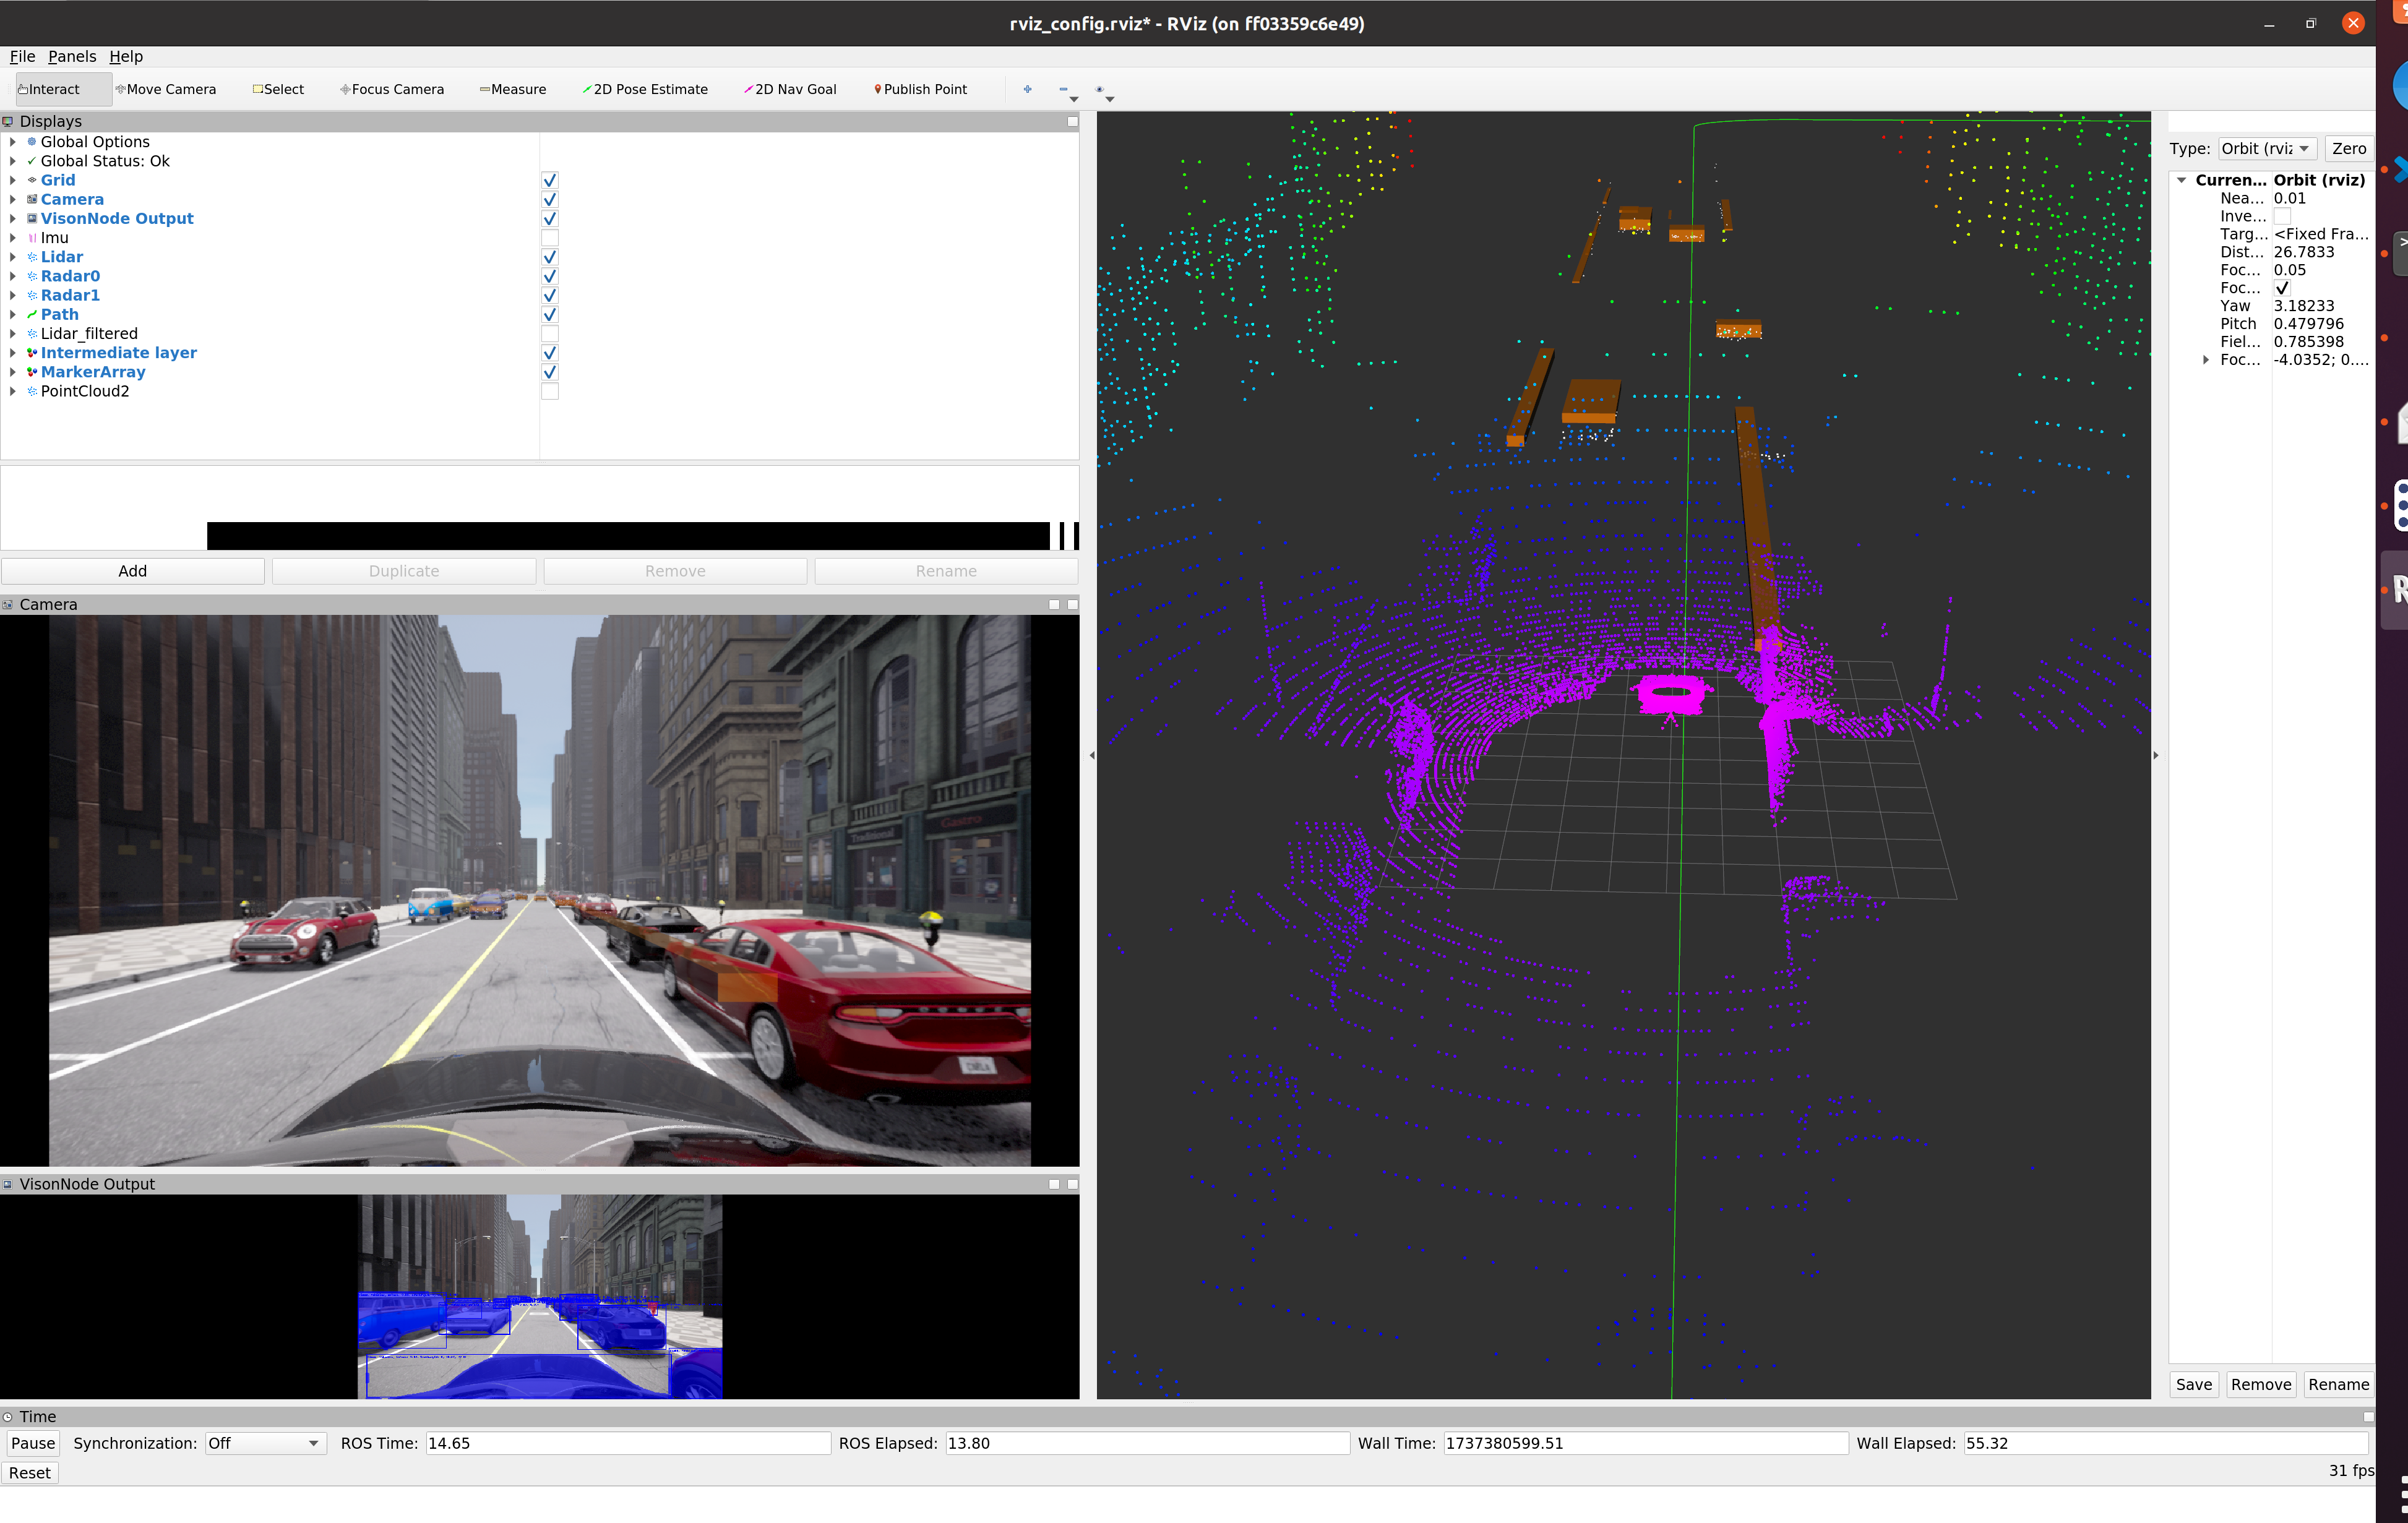 rviz_config.rviz* - RViz (on ff03359c6e49)
File Panels Help
Interact Move Camera Select Focus Camera Measure 2D Pose Estimate 2D Nav Goal Publish Point
Displays
Global Options
Global Status: Ok
Grid
Camera
VisonNode Output
Imu
Lidar
Radar0
Radar1
Path
Lidar_filtered
Intermediate layer
MarkerArray
PointCloud2
Add Duplicate Remove Rename
Camera
Traditional
Gastro
VisonNode Output
Type: Orbit (rviz Zero
Curren... Orbit (rviz)
Nea... 0.01
Inve...
Targ... <Fixed Fra...
Dist... 26.7833
Foc... 0.05
Foc...
Yaw 3.18233
Pitch 0.479796
Fiel... 0.785398
Foc... -4.0352; 0....
Save Remove Rename
Time
Pause Synchronization: Off ROS Time: 14.65 ROS Elapsed: 13.80 Wall Time: 1737380599.51 Wall Elapsed: 55.32
Reset
31 fps